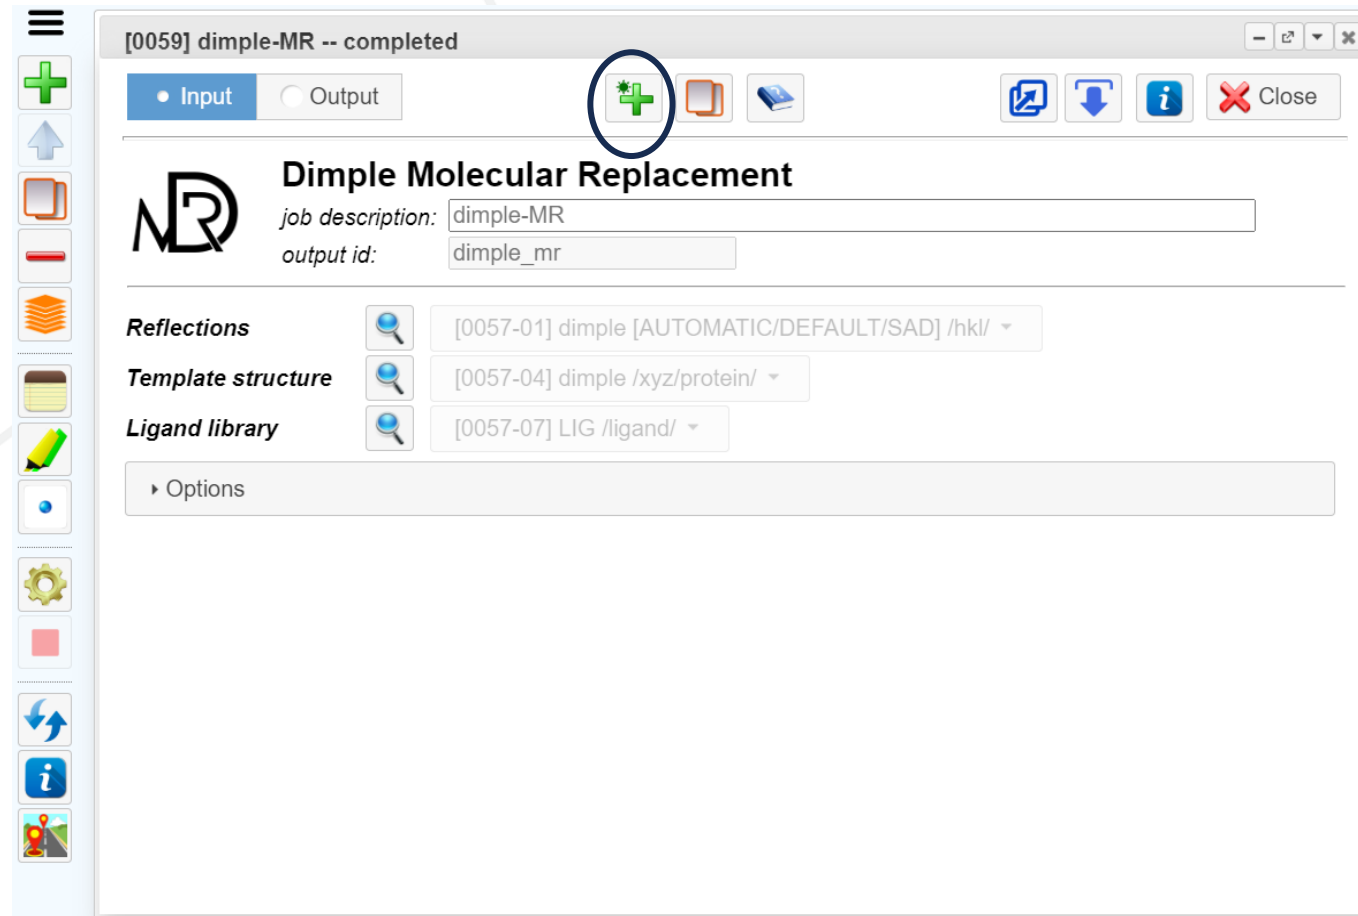 [0059] dimple-MR -- completed
Input Output Close
Dimple Molecular Replacement
job description: dimple-MR
output id: dimple_mr
Reflections [0057-01] dimple [AUTOMATIC/DEFAULT/SAD] /hkl/
Template structure [0057-04] dimple /xyz/protein/
Ligand library [0057-07] LIG /ligand/
Options